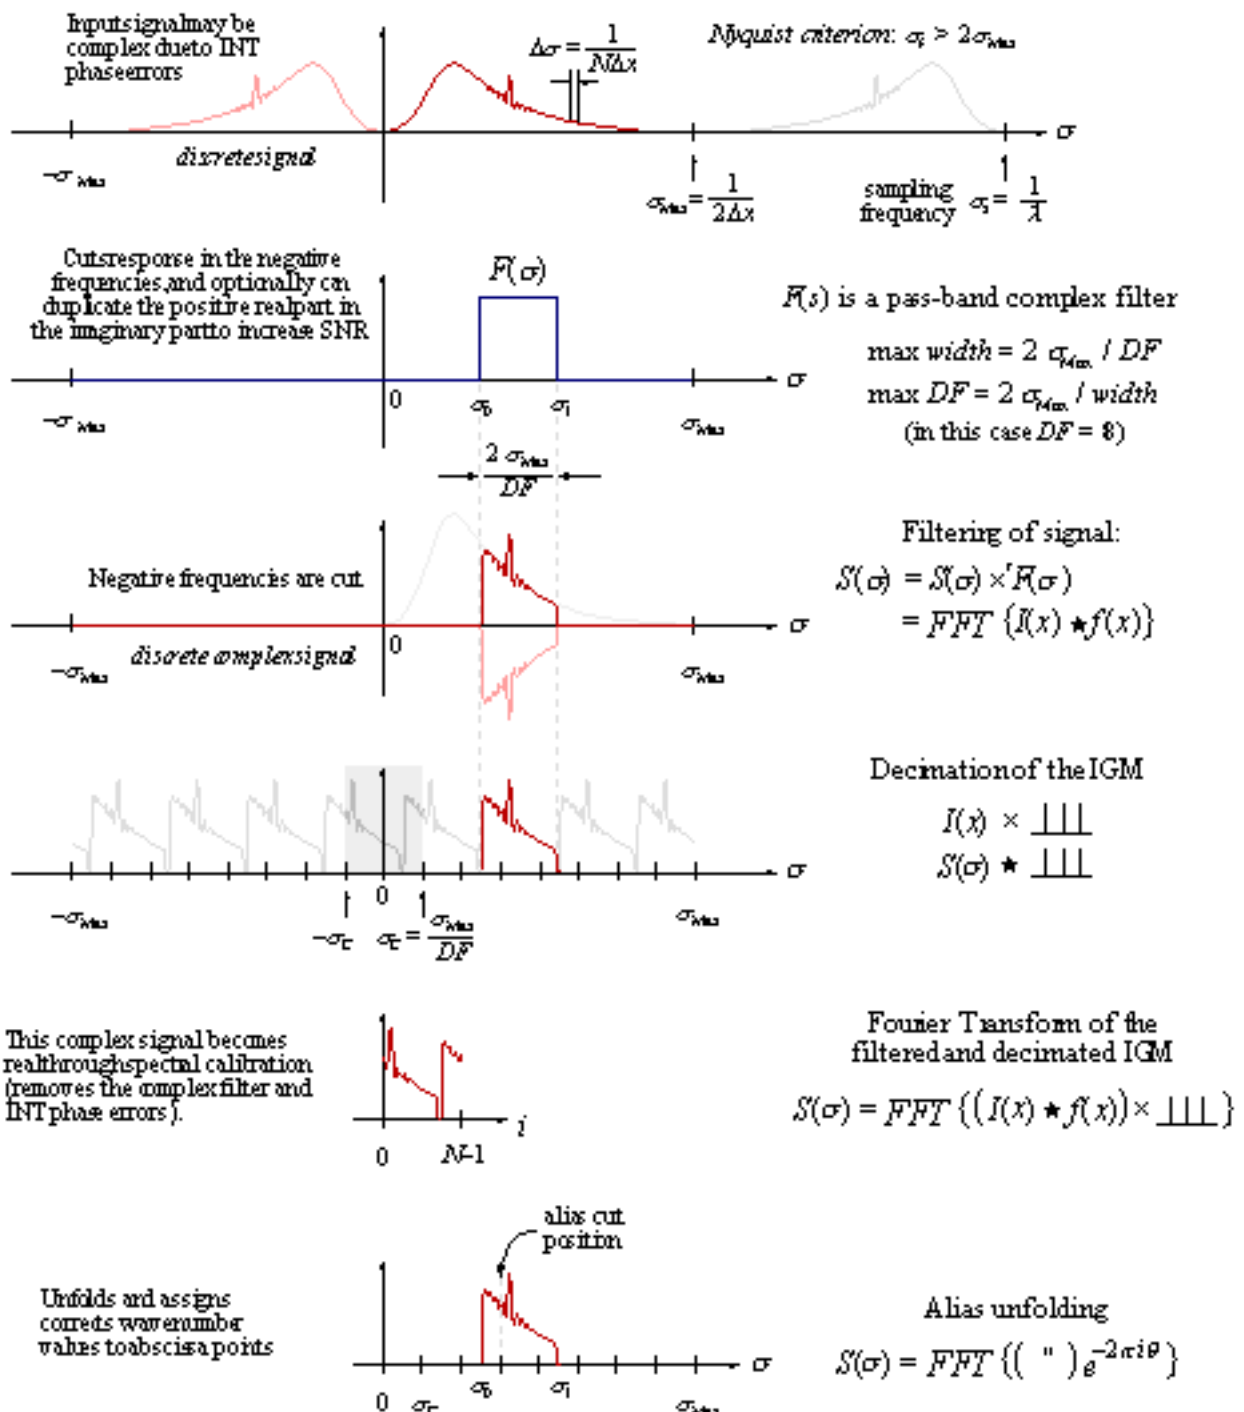 Input signal may be
complex due to INT
phase errors
Δσ = 1 / NΔx
Nyquist criterion: σs > 2σMax
σ
discrete signal
−σMax
σMax = 1 / 2Δx
sampling
frequency
Cuts response in the negative
frequencies, and optionally can
duplicate the positive real part in
the imaginary part to increase SNR
F(σ)
F(s) is a pass-band complex filter
max width = 2 σMax / DF
max DF = 2 σMax / width
(in this case DF = 8)
σ
0
σ0
σ1
−σMax
σMax
2 σMax / DF
Filtering of signal:
Negative frequencies are cut
S(σ) = S(σ) ×'F(σ)
= FFT {I(x) ★ f(x)}
σ
0
discrete complex signal
−σMax
σMax
Decimation of the IGM
I(x) ×
S(σ) ★
σ
0
−σMax
σMax
DF
This complex signal becomes
real through spectral calibration
(removes the complex filter and
INT phase errors).
Fourier Transform of the
filtered and decimated IGM
S(σ) = FFT {(( I(x) ★ f(x)) × }
i
0
N-1
alias cut
position
Unfolds and assigns
corrects wavenumber
values to abscissa points
Alias unfolding
S(σ) = FFT {( " ) e^−2πiθ }
σ
σ0
σ1
0
σMax